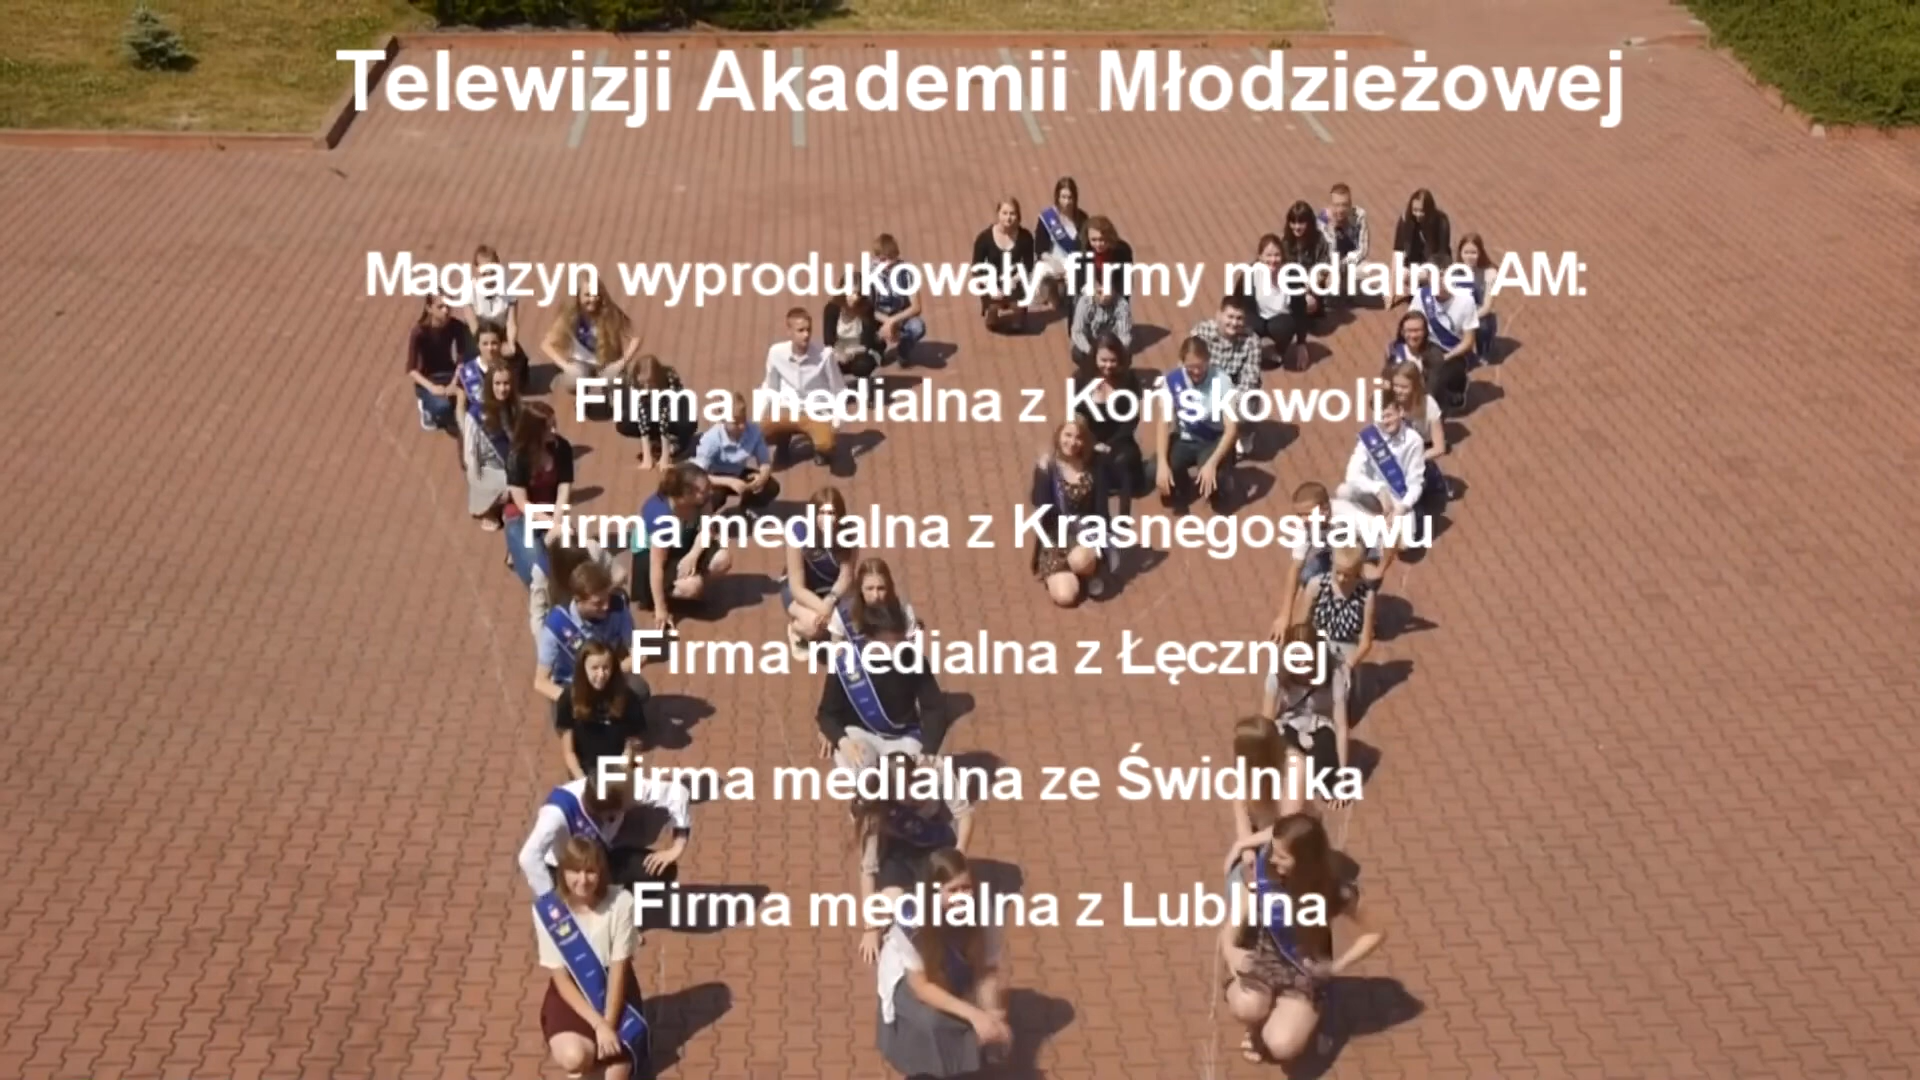 Telewizji Akademii Młodzieżowej
Magazyn wyprodukowały firmy medialne AM:
Firma medialna z Końskowoli
Firma medialna z Krasnegostawu
Firma medialna z Łęcznej
Firma medialna ze Świdnika
Firma medialna z Lublina